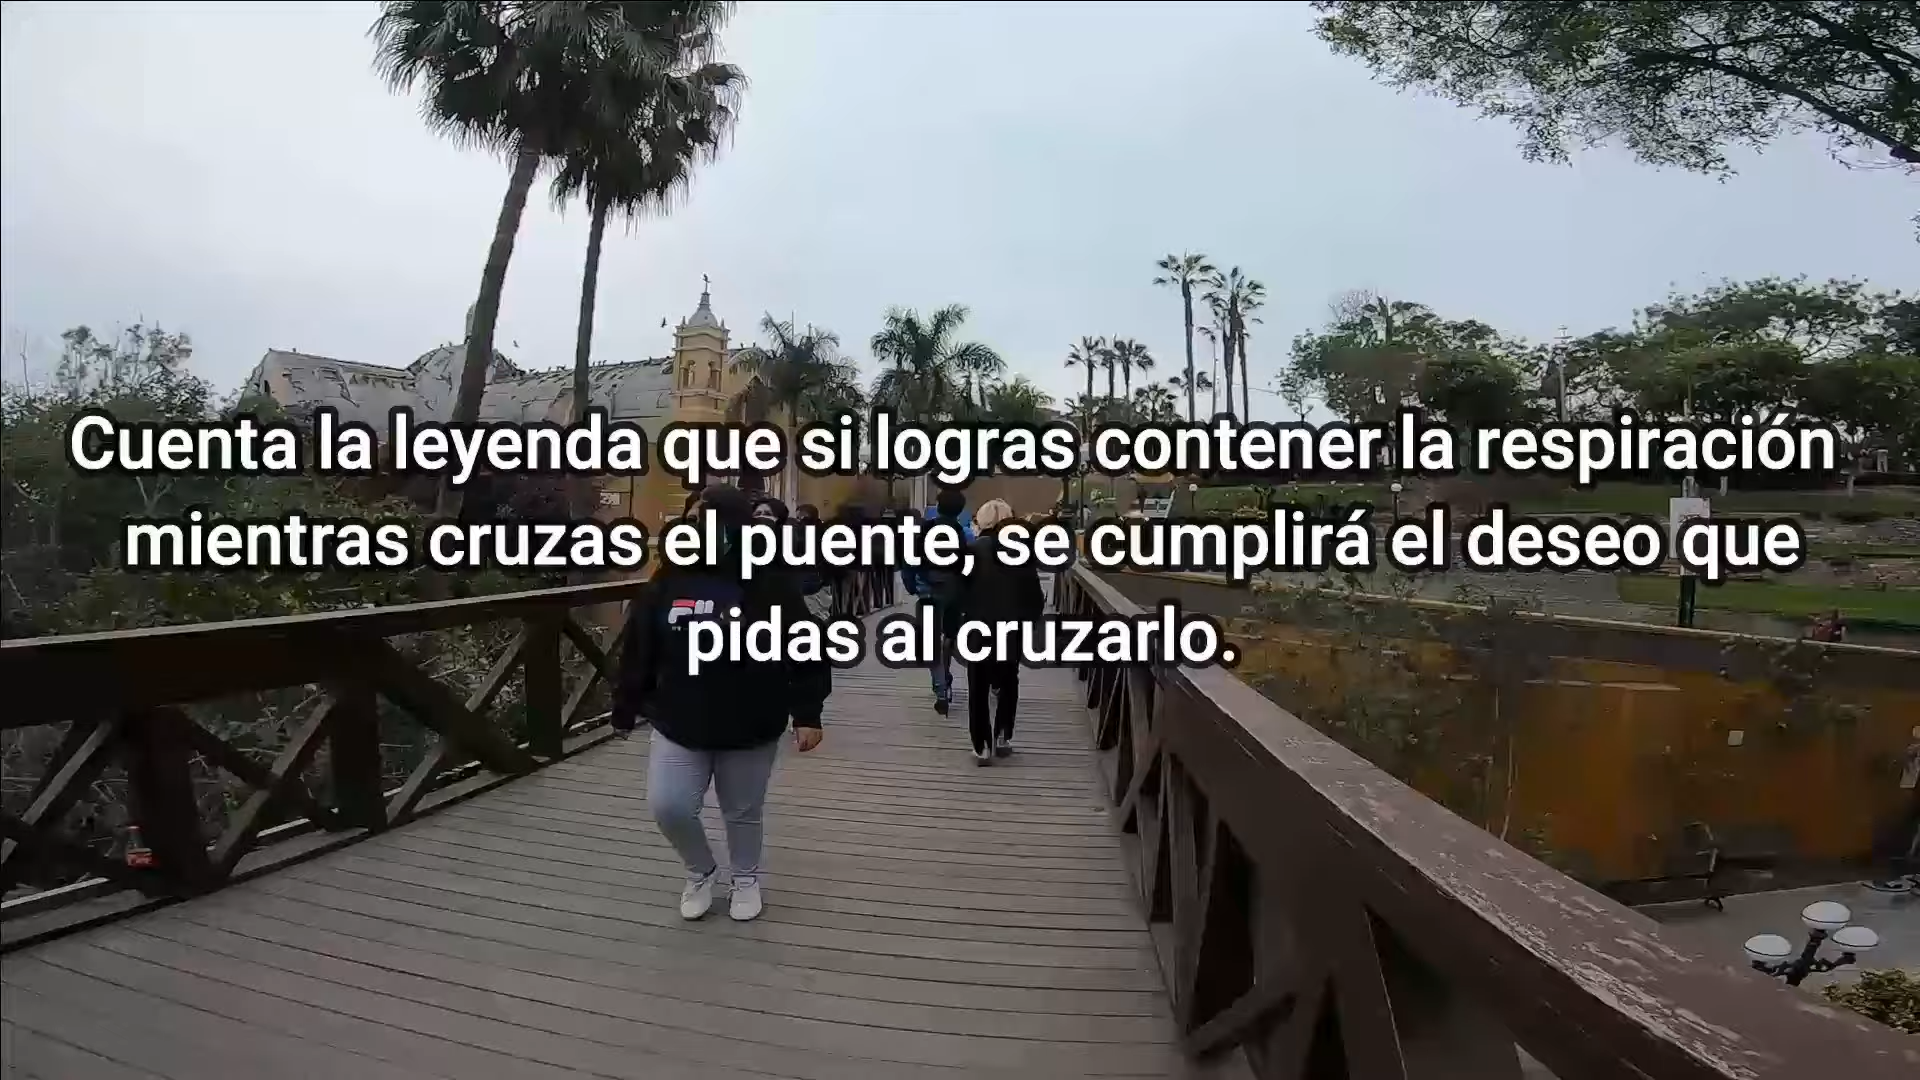 Cuenta la leyenda que si logras contener la respiración
mientras cruzas el puente, se cumplirá el deseo que
pidas al cruzarlo.